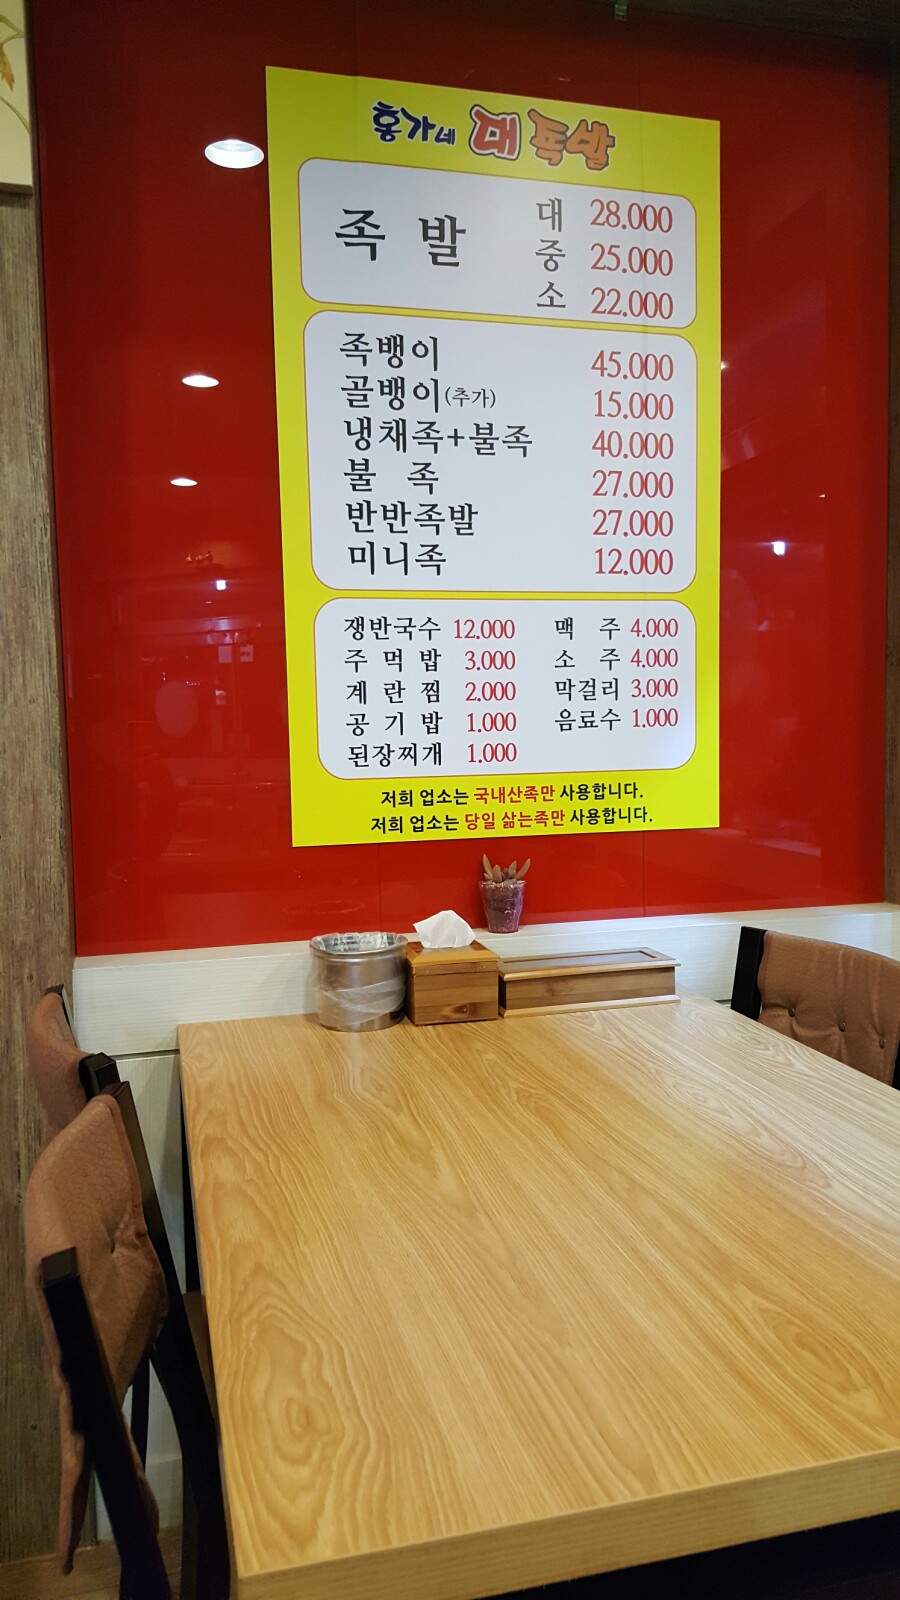 홍가네 대족발
족 발 대 28.000
중 25.000
소 22.000
족뱅이 45.000
골뱅이(추가) 15.000
냉채족+불족 40.000
불 족 27.000
반반족발 27.000
미니족 12.000
쟁반국수 12.000 맥 주 4.000
주 먹 밥 3.000 소 주 4.000
계 란 찜 2.000 막걸리 3.000
공 기 밥 1.000 음료수 1.000
된장찌개 1.000
저희 업소는 국내산족만 사용합니다.
저희 업소는 당일 삶는족만 사용합니다.